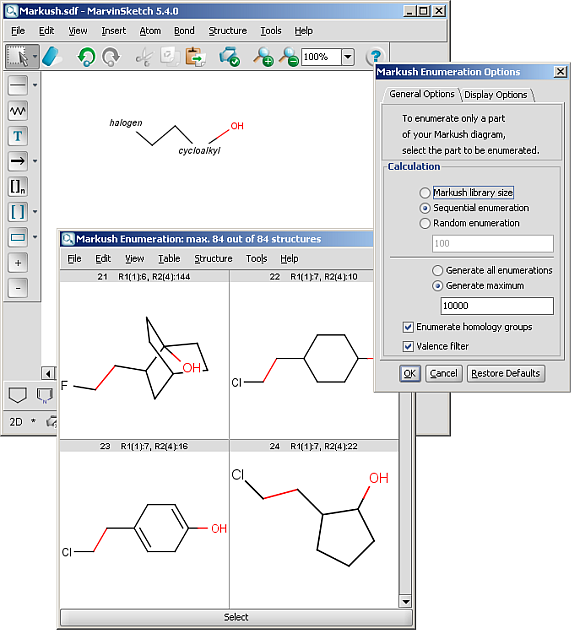 Markush.sdf - MarvinSketch 5.4.0
File Edit View Insert Atom Bond Structure Tools Help
100%
?
T
[]n
[]
+
-
2D *
N
halogen
OH
cycloalkyl
Markush Enumeration Options
General Options Display Options
To enumerate only a part
of your Markush diagram,
select the part to be enumerated.
Calculation
Markush library size
Sequential enumeration
Random enumeration
100
Generate all enumerations
Generate maximum
10000
Enumerate homology groups
Valence filter
OK Cancel Restore Defaults
Markush Enumeration: max. 84 out of 84 structures
File Edit View Table Structure Tools Help
21 R1(1):6, R2(4):144
22 R1(1):7, R2(4):10
F
OH
Cl
23 R1(1):7, R2(4):16
24 R1(1):7, R2(4):22
Cl
OH
Cl
OH
Select